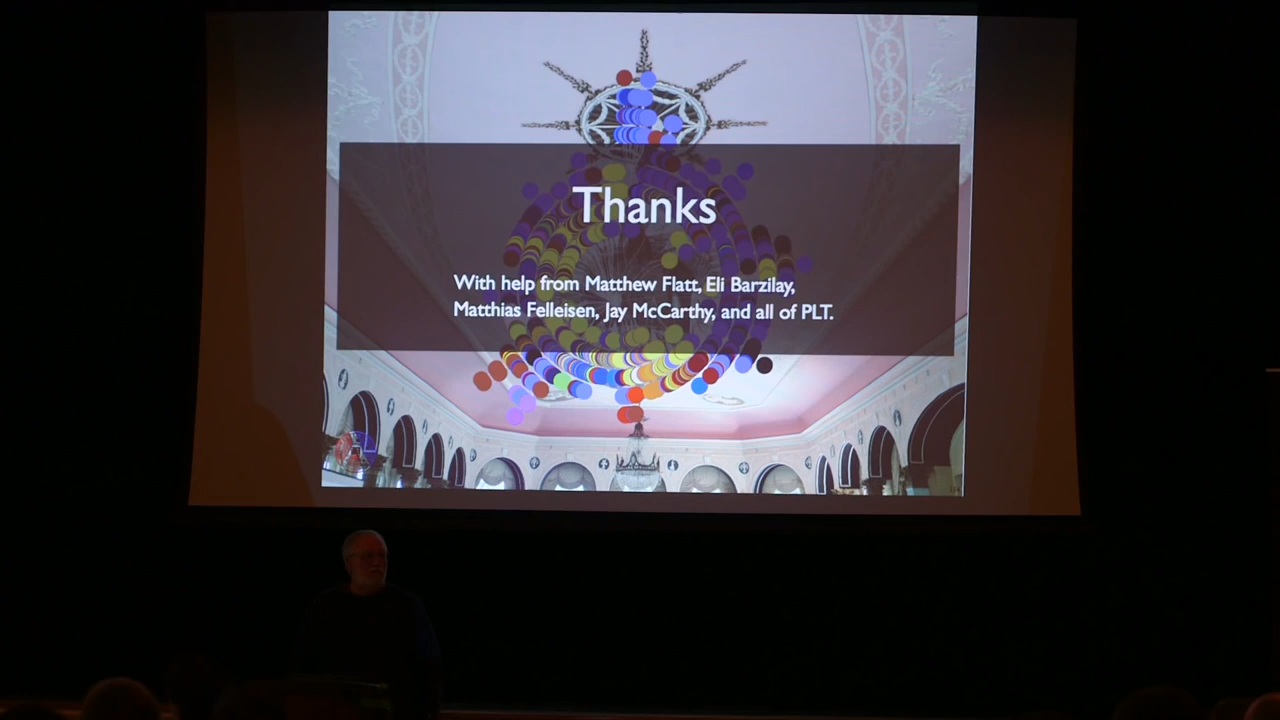 Thanks
With help from Matthew Flatt, Eli Barzilay,
Matthias Felleisen, Jay McCarthy, and all of PLT.